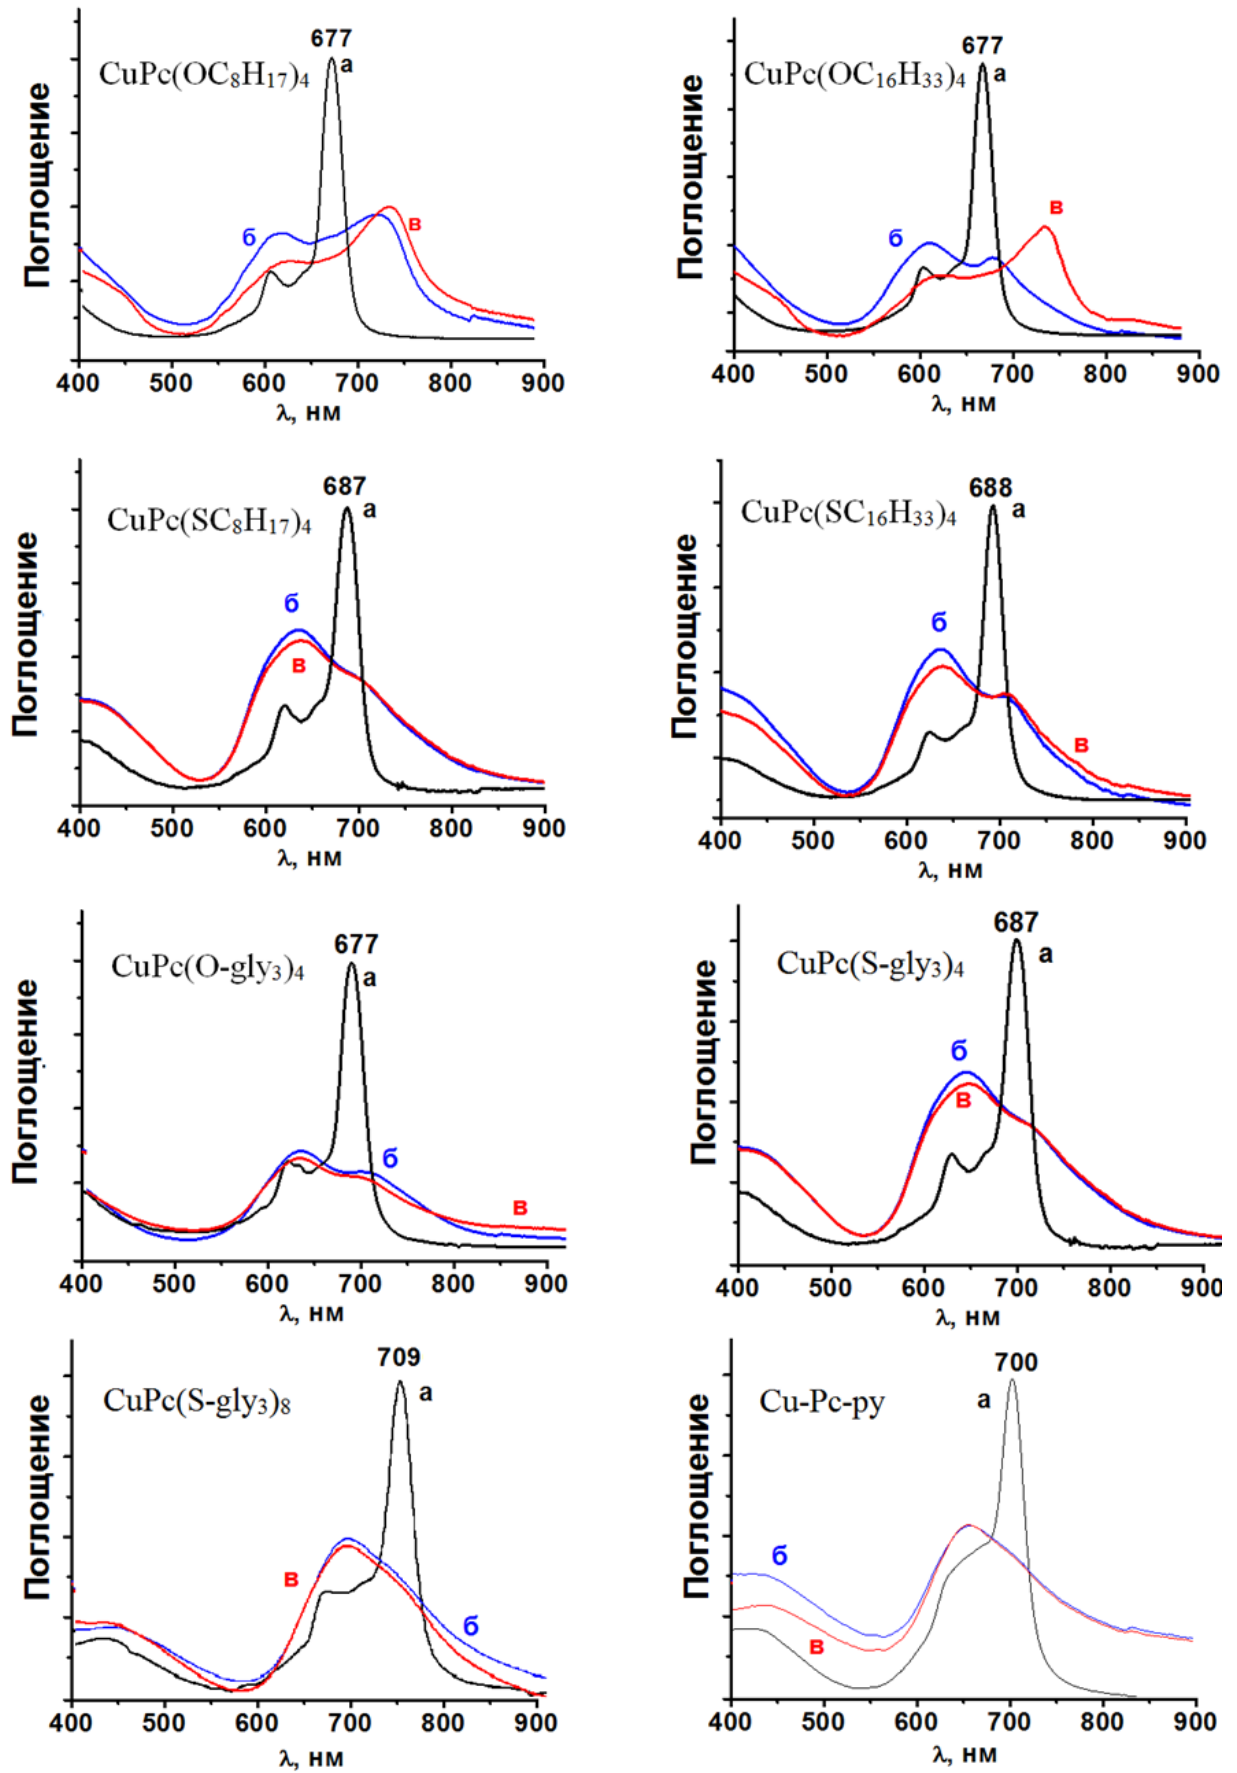 677
a
CuPc(OC₈H₁₇)₄
б
в
Поглощение
400 500 600 700 800 900
λ, нм
677
a
CuPc(OC₁₆H₃₃)₄
б
в
Поглощение
400 500 600 700 800 900
λ, нм
687
a
CuPc(SC₈H₁₇)₄
б
в
Поглощение
400 500 600 700 800 900
λ, нм
688
a
CuPc(SC₁₆H₃₃)₄
б
в
Поглощение
400 500 600 700 800 900
λ, нм
677
a
CuPc(O-gly₃)₄
б
в
Поглощение
400 500 600 700 800 900
λ, нм
687
a
CuPc(S-gly₃)₄
б
в
Поглощение
400 500 600 700 800 900
λ, нм
709
a
CuPc(S-gly₃)₈
в
б
Поглощение
400 500 600 700 800 900
λ, нм
700
a
Cu-Pc-py
б
в
Поглощение
400 500 600 700 800 900
λ, нм